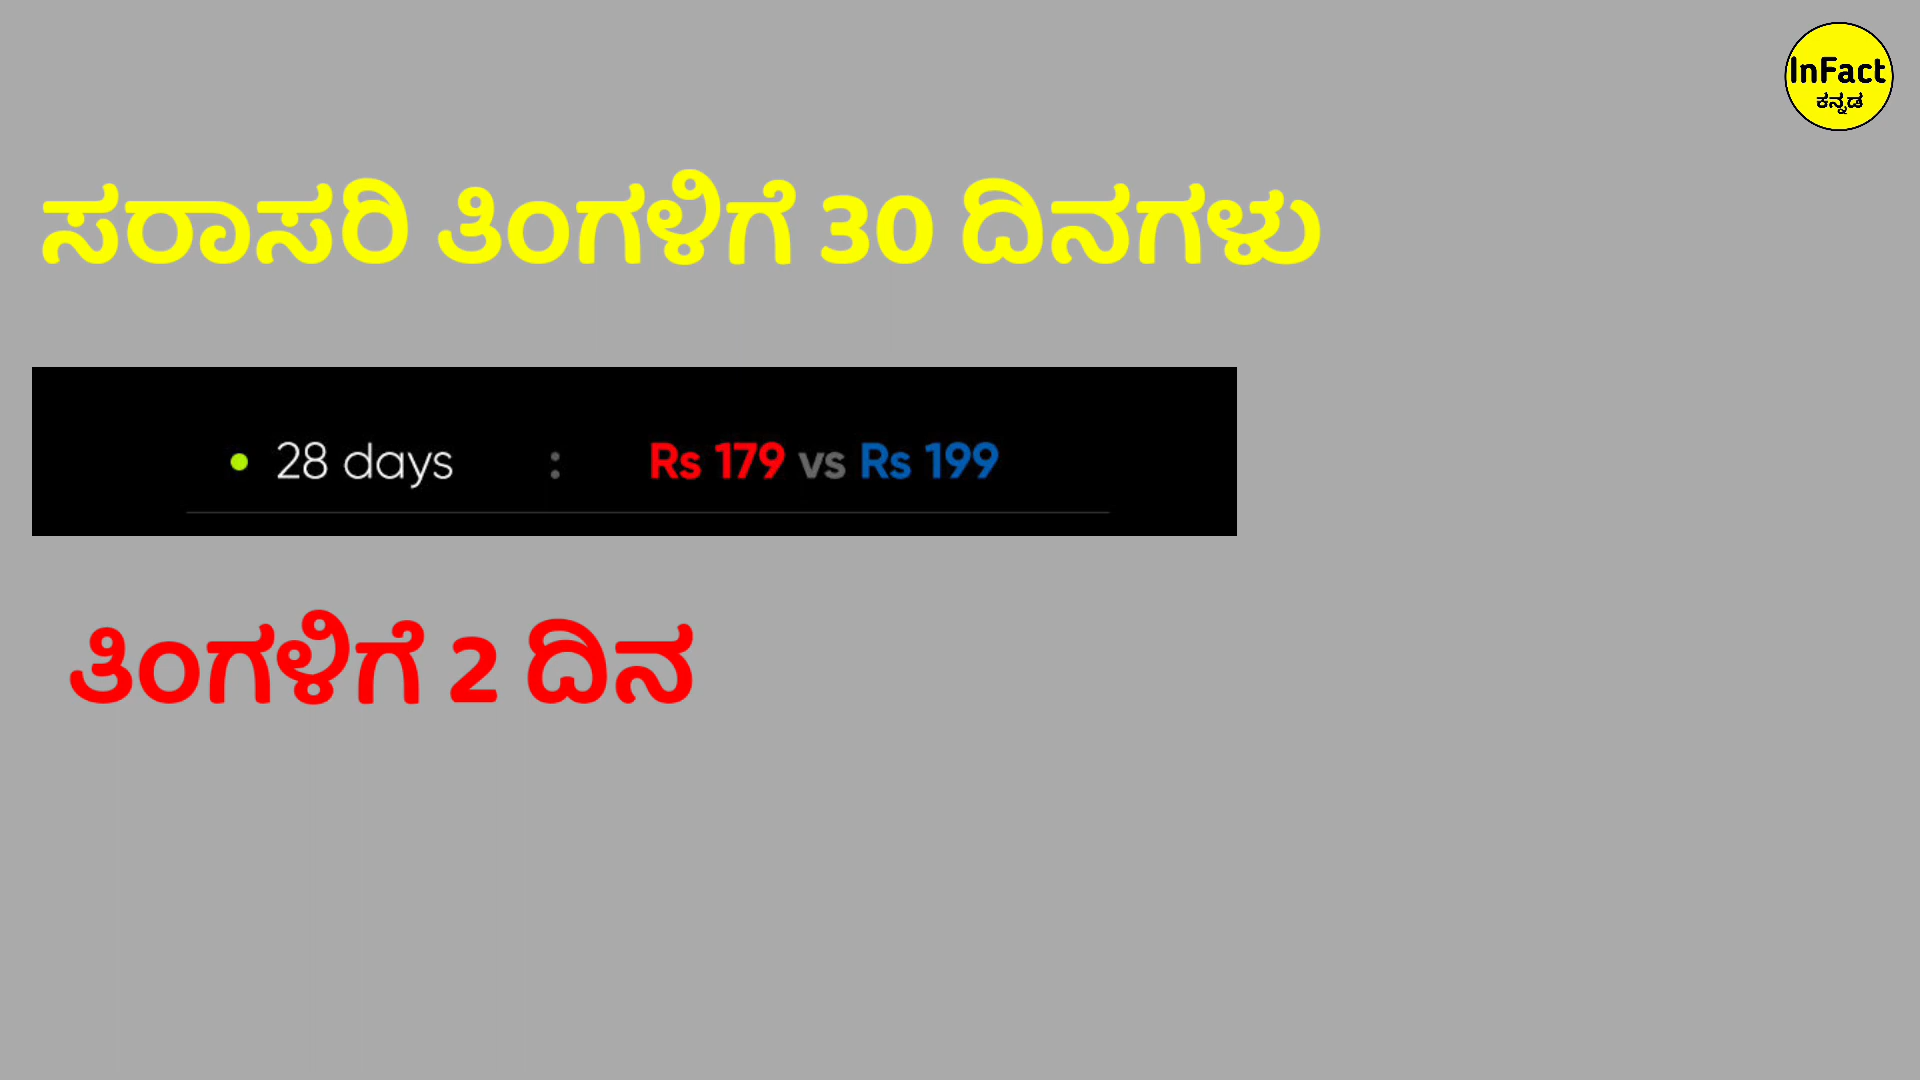 InFact
ಕನ್ನಡ
ಸರಾಸರಿ ತಿಂಗಳಿಗೆ 30 ದಿನಗಳು
• 28 days : Rs 179 vs Rs 199
ತಿಂಗಳಿಗೆ 2 ದಿನ